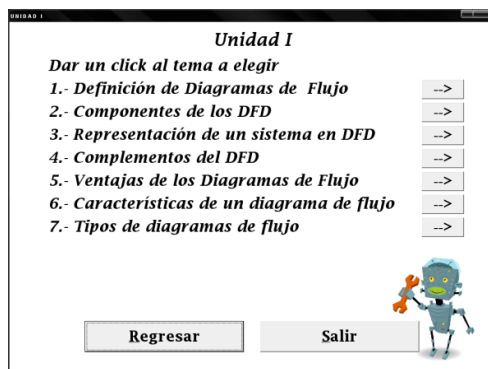 UNIDAD I
Unidad I
Dar un click al tema a elegir
1.- Definición de Diagramas de Flujo -->
2.- Componentes de los DFD -->
3.- Representación de un sistema en DFD -->
4.- Complementos del DFD -->
5.- Ventajas de los Diagramas de Flujo -->
6.- Características de un diagrama de flujo -->
7.- Tipos de diagramas de flujo -->
Regresar Salir